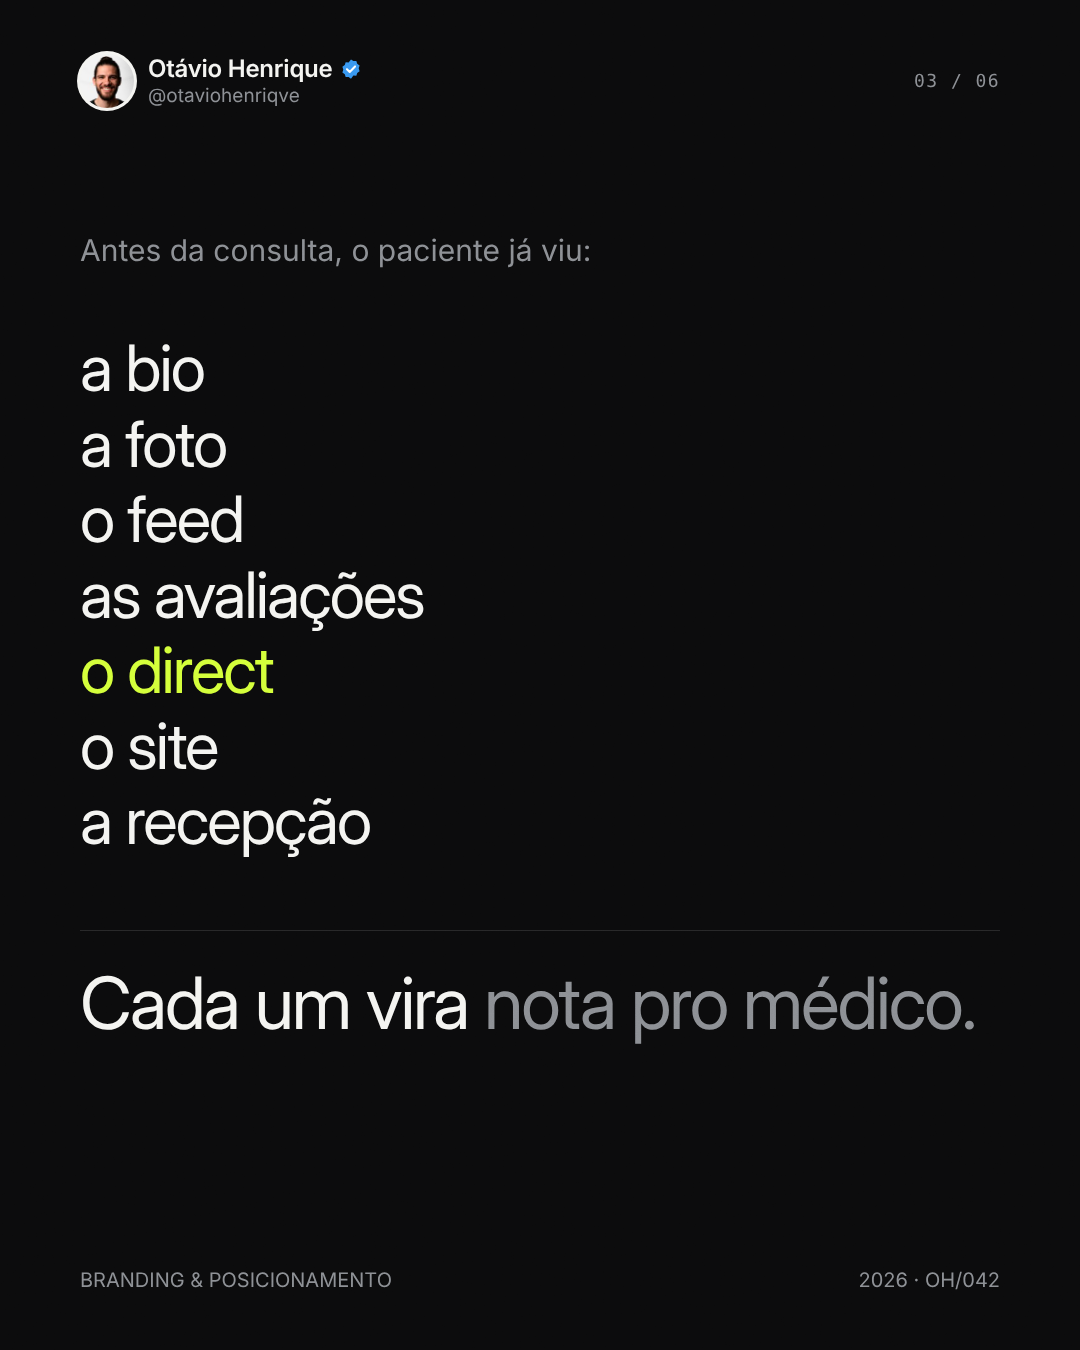 Otávio Henrique
@otaviohenriqve
03 / 06
Antes da consulta, o paciente já viu:
a bio
a foto
o feed
as avaliações
o direct
o site
a recepção
Cada um vira nota pro médico.
BRANDING & POSICIONAMENTO
2026 · OH/042